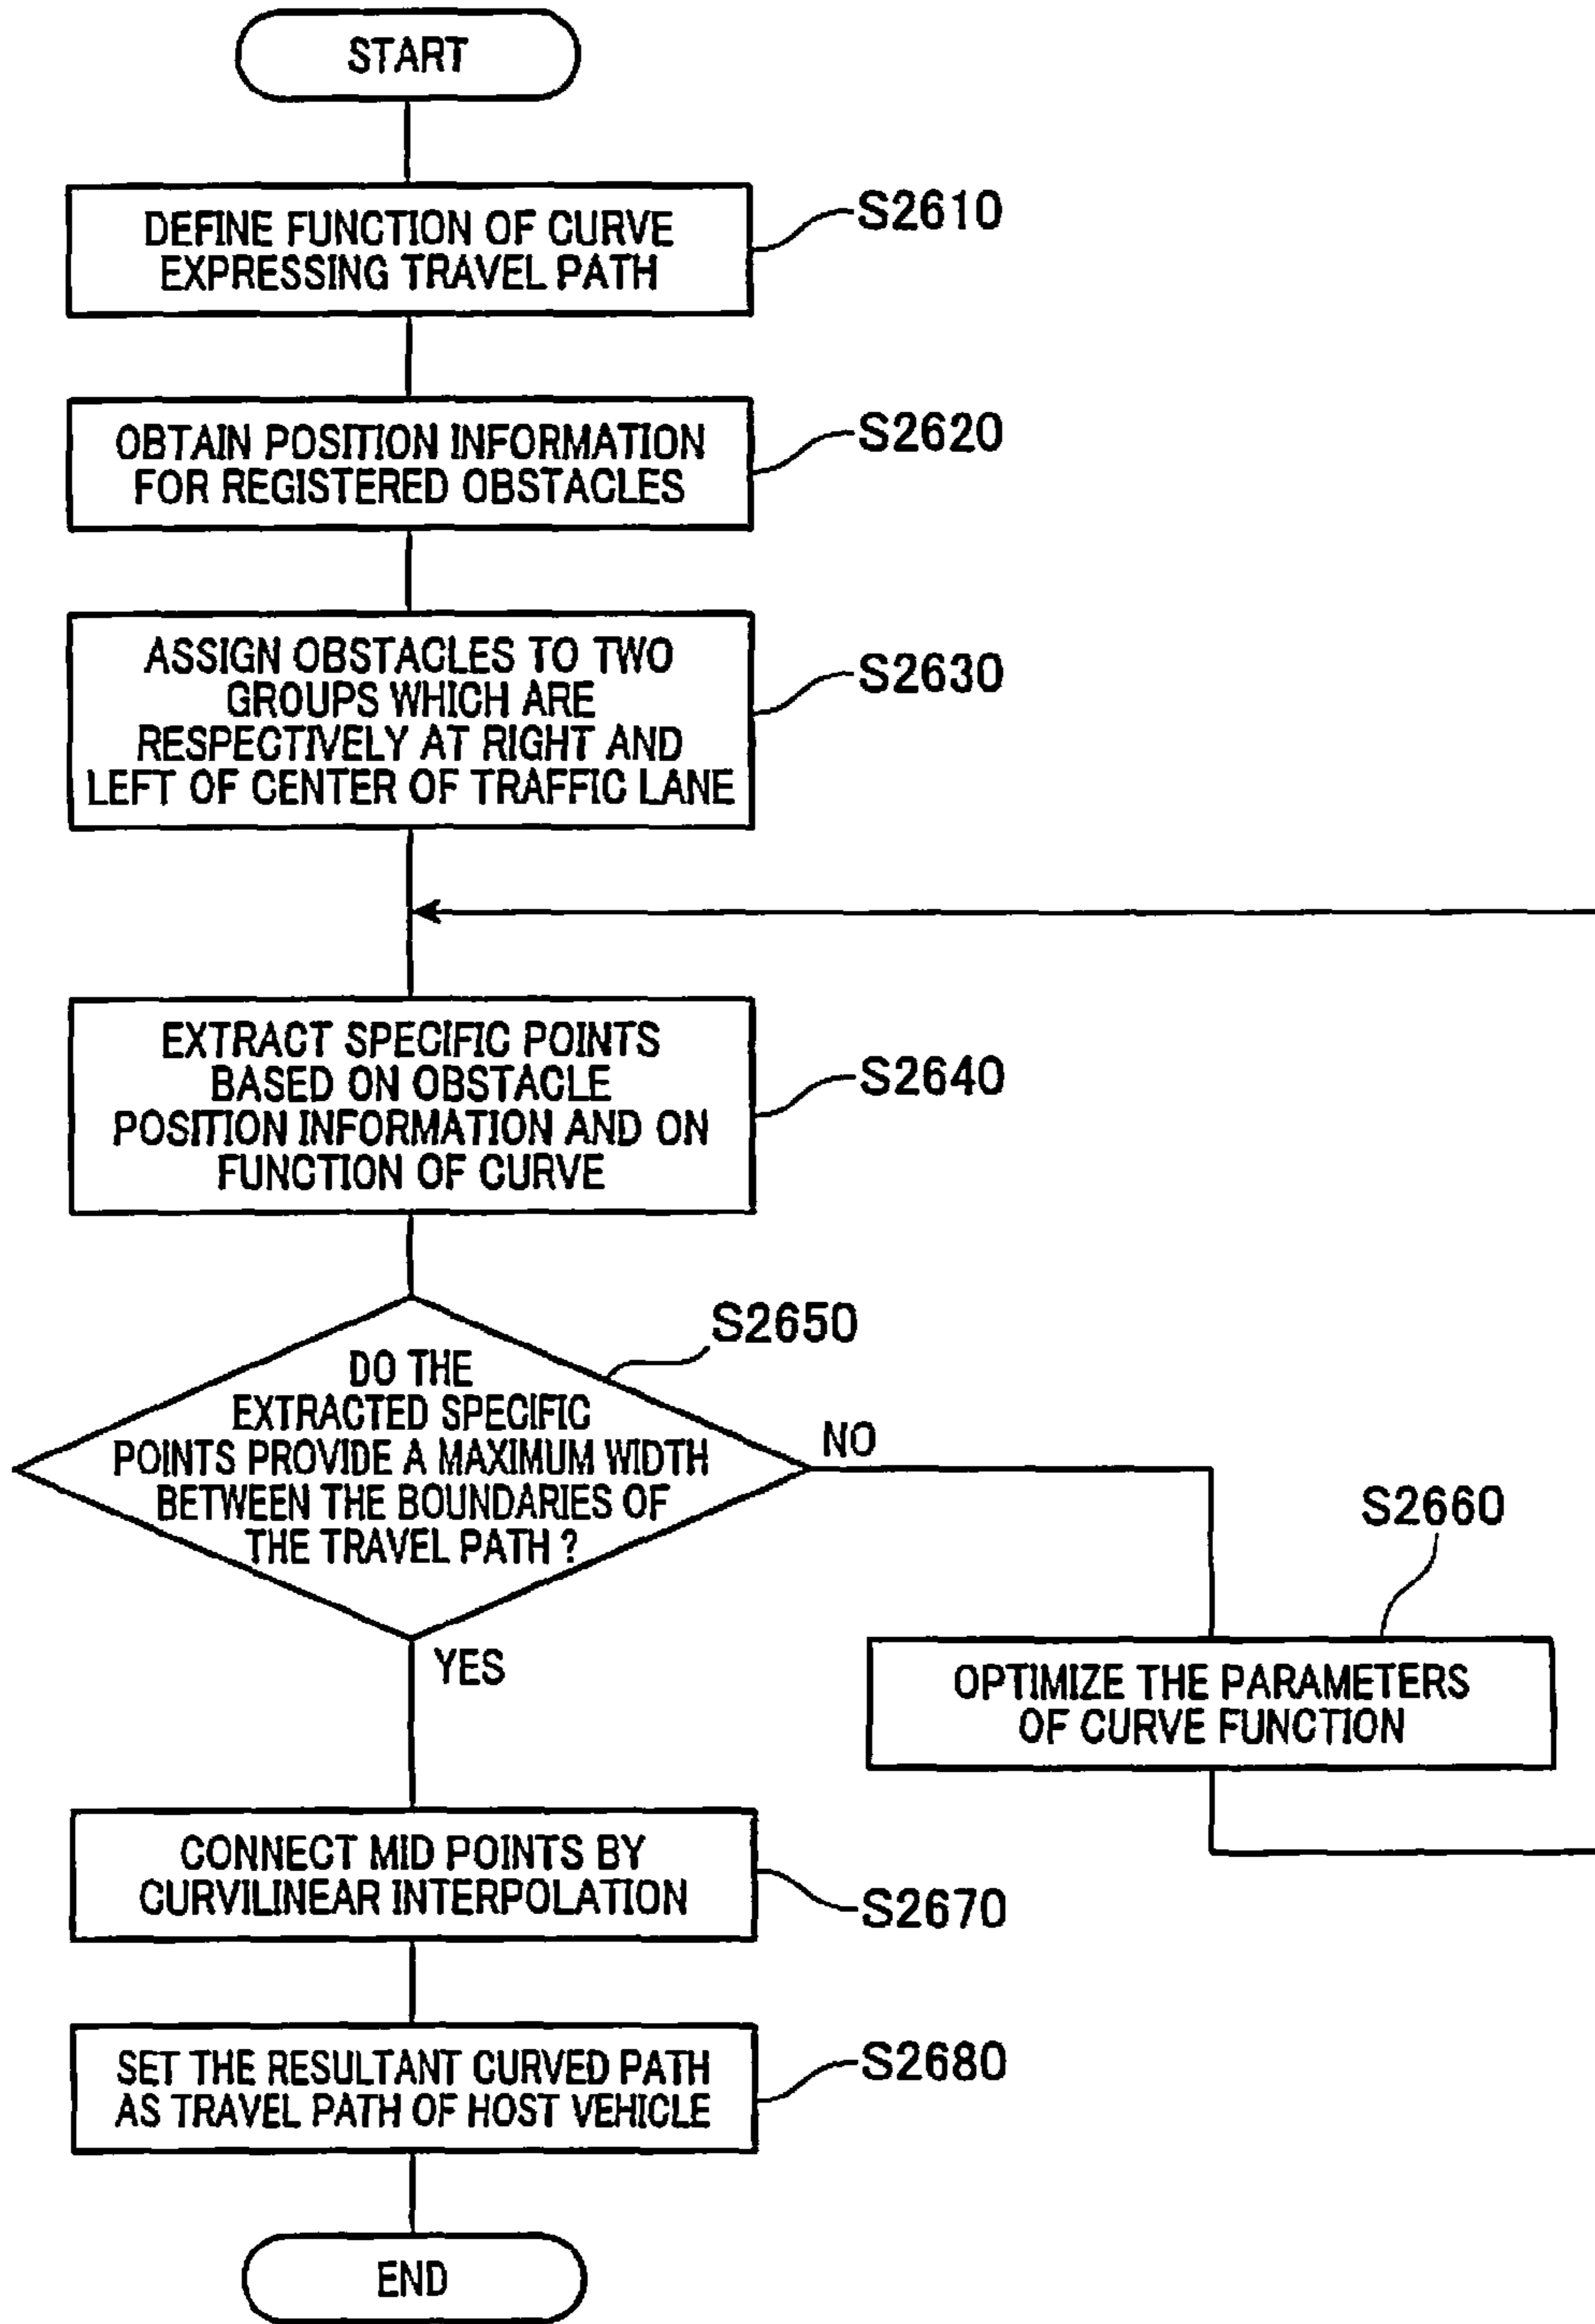 START
DEFINE FUNCTION OF CURVE
EXPRESSING TRAVEL PATH
S2610
OBTAIN POSITION INFORMATION
FOR REGISTERED OBSTACLES
S2620
ASSIGN OBSTACLES TO TWO
GROUPS WHICH ARE
RESPECTIVELY AT RIGHT AND
LEFT OF CENTER OF TRAFFIC LANE
S2630
EXTRACT SPECIFIC POINTS
BASED ON OBSTACLE
POSITION INFORMATION AND ON
FUNCTION OF CURVE
S2640
S2650
DO THE
EXTRACTED SPECIFIC
POINTS PROVIDE A MAXIMUM WIDTH
BETWEEN THE BOUNDARIES OF
THE TRAVEL PATH ?
NO
YES
S2660
OPTIMIZE THE PARAMETERS
OF CURVE FUNCTION
CONNECT MID POINTS BY
CURVILINEAR INTERPOLATION
S2670
SET THE RESULTANT CURVED PATH
AS TRAVEL PATH OF HOST VEHICLE
S2680
END